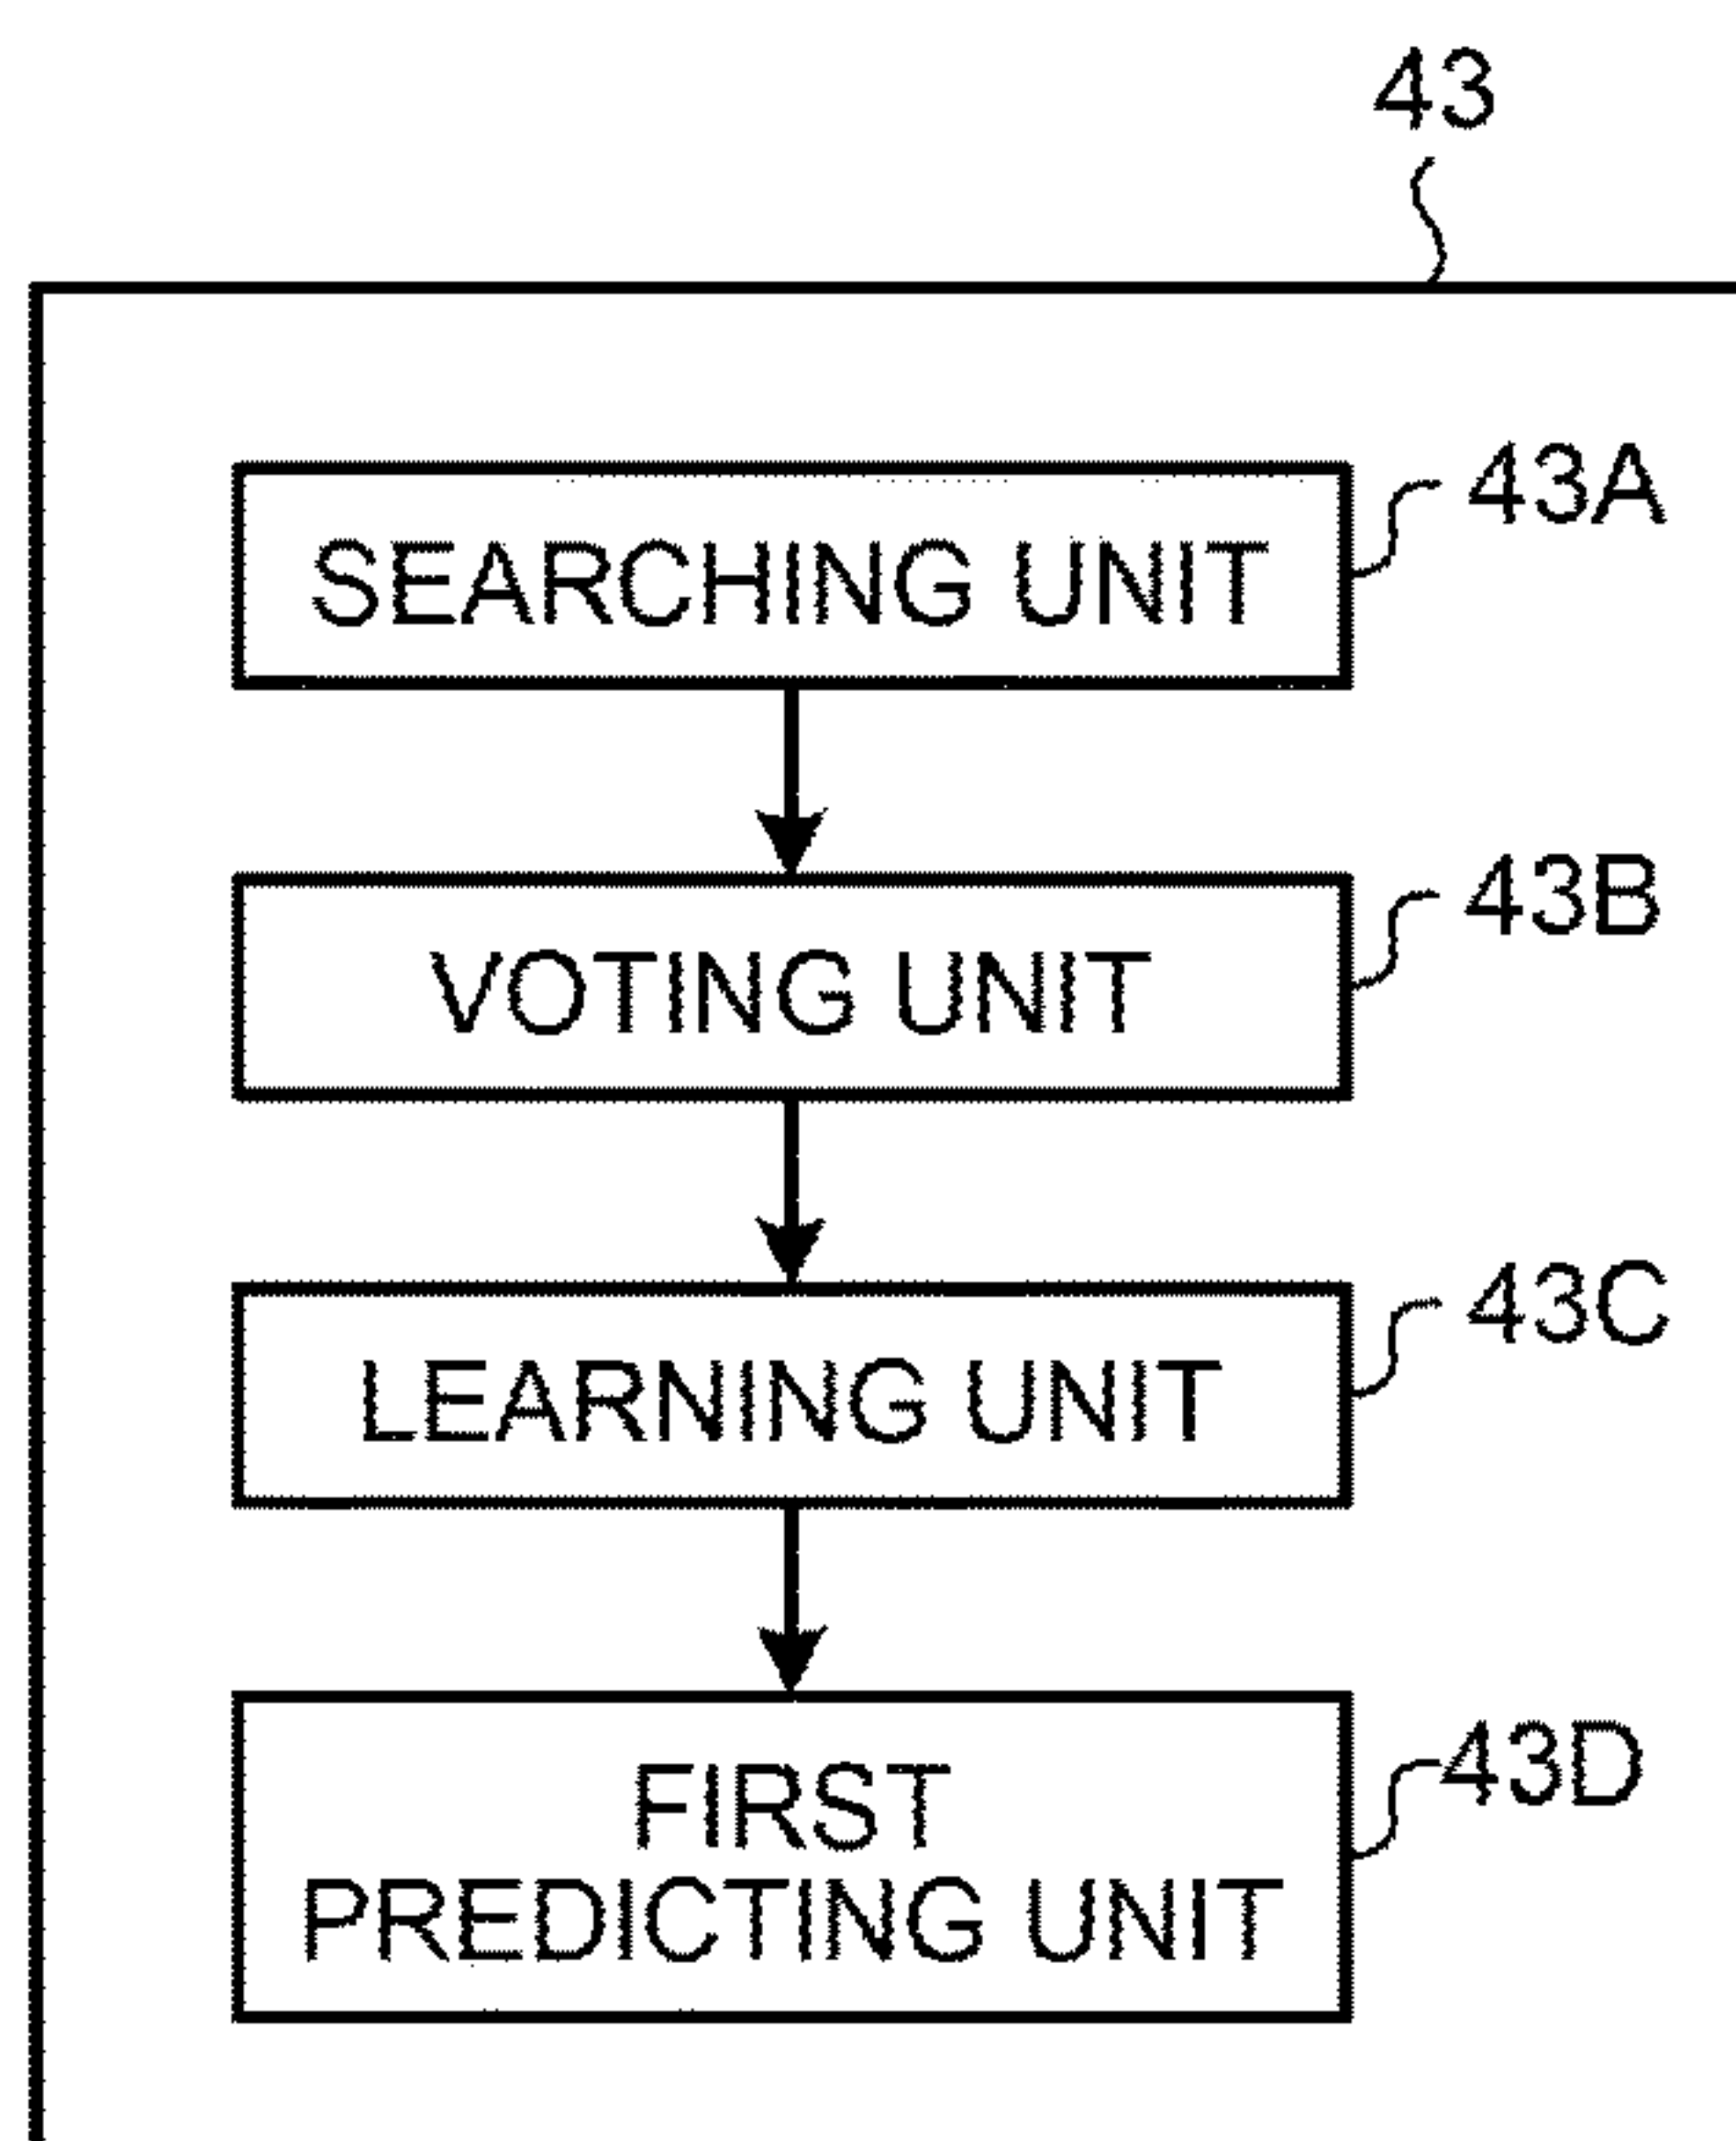 43
SEARCHING UNIT
43A
VOTING UNIT
43B
LEARNING UNIT
43C
FIRST
PREDICTING UNIT
43D